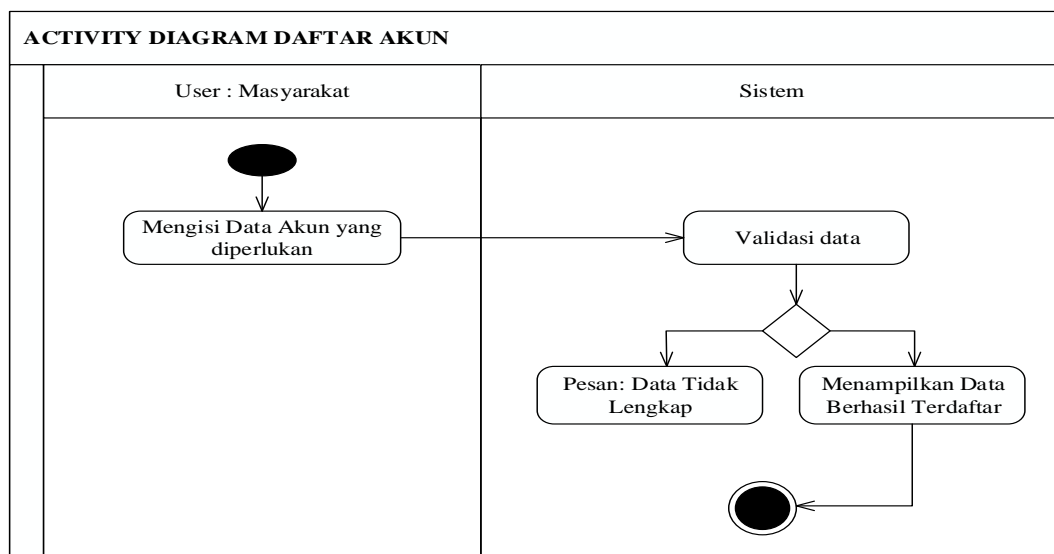 ACTIVITY DIAGRAM DAFTAR AKUN
User : Masyarakat
Sistem
Mengisi Data Akun yang
diperlukan
Validasi data
Pesan: Data Tidak
Lengkap
Menampilkan Data
Berhasil Terdaftar